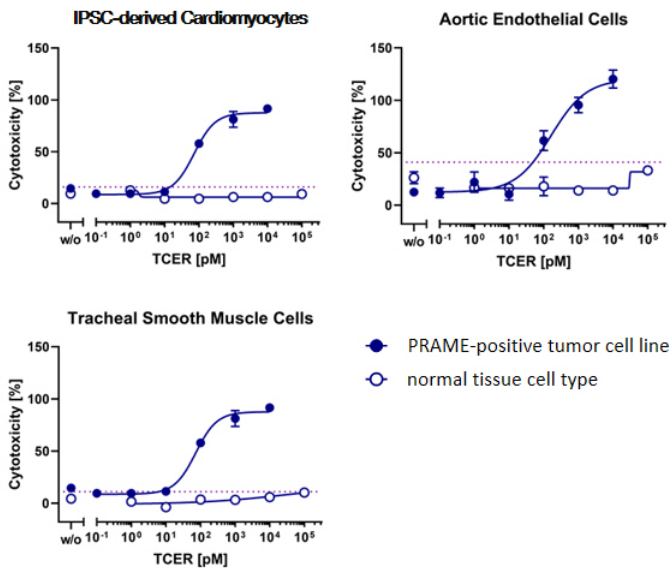 IPSC-derived Cardiomyocytes
150
100
50
0
Cytotoxicity [%]
w/o 10⁻¹ 10⁰ 10¹ 10² 10³ 10⁴ 10⁵
TCER [pM]
Aortic Endothelial Cells
150
100
50
0
Cytotoxicity [%]
w/o 10⁻¹ 10⁰ 10¹ 10² 10³ 10⁴ 10⁵
TCER [pM]
Tracheal Smooth Muscle Cells
150
100
50
0
Cytotoxicity [%]
w/o 10⁻¹ 10⁰ 10¹ 10² 10³ 10⁴ 10⁵
TCER [pM]
PRAME-positive tumor cell line
normal tissue cell type